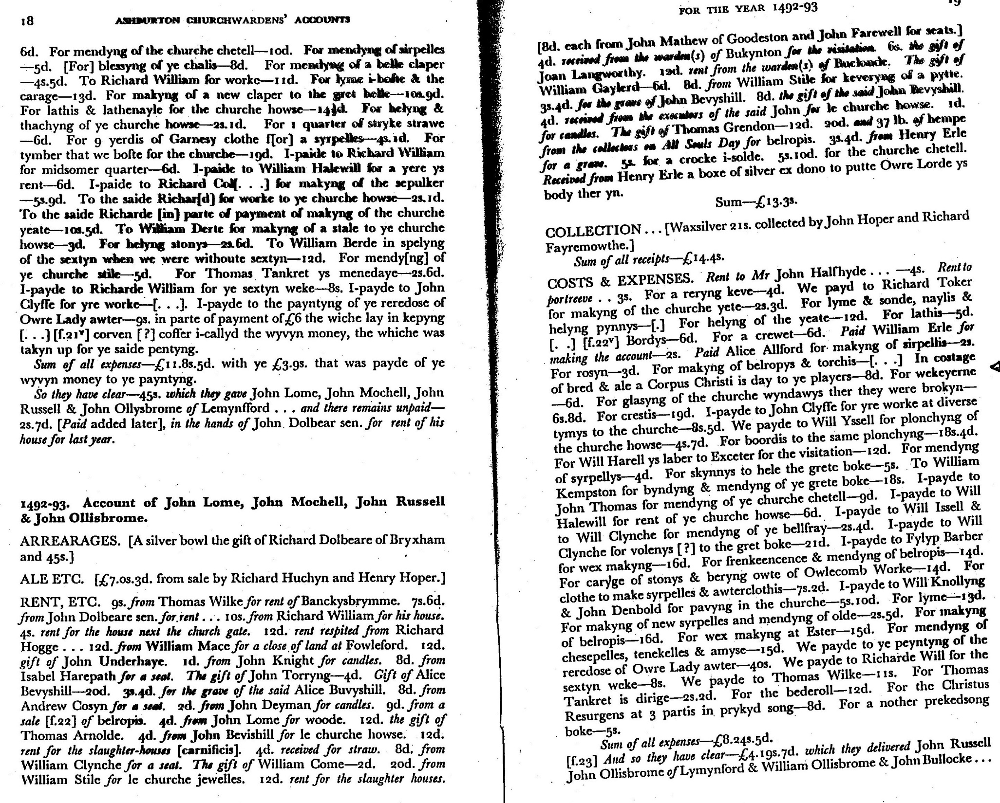 18 ASHBURTON CHURCHWARDENS' ACCOUNTS
6d. For mendyng of the churche chetell—10d. For mendyng of sirpelles
—5d. [For] blessyng of ye chalis—8d. For mendyng of a belle claper
—4s.5d. To Richard William for worke—11d. For lyme i-bofte & the
carage—13d. For makyng of a new claper to the gret belle—10s.9d.
For lathis & lathenayle for the churche howse—14½d. For helyng &
thachyng of ye churche howse—2s.1d. For 1 quarter of stryke strawe
—6d. For 9 yerdis of Garnesy clothe f[or] a syrpelles—4s.1d. For
tymber that we bofte for the churche—19d. I-paide to Richard William
for midsomer quarter—6d. I-paide to William Halewill for a yere ys
rent—6d. I-paide to Richard Col[. . .] for makyng of the sepulker
—5s.9d. To the saide Richar[d] for worke to ye churche howse—2s.1d.
To the saide Richarde [in] parte of payment of makyng of the churche
yeate—10s.5d. To William Derte for makyng of a stale to ye churche
howse—3d. For helyng stonys—2s.6d. To William Berde in spelyng
of the sextyn when we were withoute sextyn—12d. For mendy[ng] of
ye churche stile—5d. For Thomas Tankret ys menedaye—2s.6d.
I-payde to Richarde William for ye sextyn weke—8s. I-payde to John
Clyffe for yre worke—[. . .]. I-payde to the payntyng of ye reredose of
Owre Lady awter—9s. in parte of payment of £6 the wiche lay in kepyng
[. . .] [f.21ᵛ] corven [?] coffer i-callyd the wyvyn money, the whiche was
takyn up for ye saide pentyng.
Sum of all expenses—£11.8s.5d. with ye £3.9s. that was payde of ye
wyvyn money to ye payntyng.
So they have clear—45s. which they gave John Lome, John Mochell, John
Russell & John Ollysbrome of Lemynfford . . . and there remains unpaid—
2s.7d. [Paid added later], in the hands of John Dolbear sen. for rent of his
house for last year.
1492-93. Account of John Lome, John Mochell, John Russell
& John Ollisbrome.
ARREARAGES. [A silver bowl the gift of Richard Dolbeare of Bryxham
and 45s.]
ALE ETC. [£7.0s.3d. from sale by Richard Huchyn and Henry Hoper.]
RENT, ETC. 9s. from Thomas Wilke for rent of Banckysbrymme. 7s.6d.
from John Dolbeare sen. for rent . . . 10s. from Richard William for his house.
4s. rent for the house next the church gate. 12d. rent respited from Richard
Hogge . . . 12d. from William Mace for a close of land at Fowleford. 12d.
gift of John Underhaye. 1d. from John Knight for candles. 8d. from
Isabel Harepath for a seat. The gift of John Torryng—4d. Gift of Alice
Bevyshill—20d. 3s.4d. for the grave of the said Alice Buvyshill. 8d. from
Andrew Cosyn for a seat. 2d. from John Deyman for candles. 9d. from a
sale [f.22] of belropis. 4d. from John Lome for woode. 12d. the gift of
Thomas Arnolde. 4d. from John Bevishill for le churche howse. 12d.
rent for the slaughter-houses [carnificis]. 4d. received for straw. 8d. from
William Clynche for a seat. The gift of William Come—2d. 20d. from
William Stile for le churche jewelles. 12d. rent for the slaughter houses.
FOR THE YEAR 1492-93 19
[8d. each from John Mathew of Goodeston and John Farewell for seats.]
4d. received from the warden(s) of Bukynton for the visitation. 6s. the gift of
Joan Langworthy. 12d. rent from the warden(s) of Buclonde. The gift of
William Gaylerd—6d. 8d. from William Stile for keveryng of a pytte.
3s.4d. for the grave of John Bevyshill. 8d. the gift of the said John Bevyshill.
4d. received from the executors of the said John for le churche howse. 1d.
for candles. The gift of Thomas Grendon—12d. 20d. and 37 lb. of hempe
from the collectors on All Souls Day for belropis. 3s.4d. from Henry Erle
for a grave. 5s. for a crocke i-solde. 5s.10d. for the churche chetell.
Received from Henry Erle a boxe of silver ex dono to putte Owre Lorde ys
body ther yn.
Sum—£13.3s.
COLLECTION . . . [Waxsilver 21s. collected by John Hoper and Richard
Fayremowthe.]
Sum of all receipts—£14.4s.
COSTS & EXPENSES. Rent to Mr John Halfhyde . . . —4s. Rent to
portreeve . . 3s. For a reryng keve—4d. We payd to Richard Toker
for makyng of the churche yete—2s.3d. For lyme & sonde, naylis &
helyng pynnys—[.] For helyng of the yeate—12d. For lathis—5d.
[. .] [f.22ᵛ] Bordys—6d. For a crewet—6d. Paid William Erle for
making the account—2s. Paid Alice Allford for makyng of sirpellis—2s.
For rosyn—3d. For makyng of belropys & torchis—[. . .] In costage
of bred & ale a Corpus Christi is day to ye players—8d. For wekeyerne
—6d. For glasyng of the churche wyndawys ther they were brokyn—
6s.8d. For crestis—19d. I-payde to John Clyffe for yre worke at diverse
tymys to the churche—8s.5d. We payde to Will Yssell for plonchyng of
the churche howse—4s.7d. For boordis to the same plonchyng—18s.4d.
For Will Harell ys laber to Exceter for the visitation—12d. For mendyng
of syrpellys—4d. For skynnys to hele the grete boke—5s. To William
Kempston for byndyng & mendyng of ye grete boke—18s. I-payde to
John Thomas for mendyng of ye churche chetell—9d. I-payde to Will
Halewill for rent of ye churche howse—6d. I-payde to Will Issell &
to Will Clynche for mendyng of ye bellfray—2s.4d. I-payde to Will
Clynche for volenys [?] to the gret boke—21d. I-payde to Fylyp Barber
for wex makyng—16d. For frenkeencence & mendyng of belropis—14d.
For caryge of stonys & beryng owte of Owlecomb Worke—14d. For
clothe to make syrpelles & awterclothis—7s.2d. I-payde to Will Knollyng
& John Denbold for pavyng in the churche—5s.10d. For lyme—13d.
For makyng of new syrpelles and mendyng of olde—2s.5d. For makyng
of belropis—16d. For wex makyng at Ester—15d. For mendyng of
chesepelles, tenekelles & amyse—15d. We payde to ye peyntyng of the
reredose of Owre Lady awter—40s. We payde to Richarde Will for the
sextyn weke—8s. We payde to Thomas Wilke—11s. For Thomas
Tankret is dirige—2s.2d. For the bederoll—12d. For the Christus
Resurgens at 3 partis in prykyd song—8d. For a nother prekedsong
boke—5s.
Sum of all expenses—£8.24s.5d.
[f.23] And so they have clear—£4.19s.7d. which they delivered John Russell
John Ollisbrome of Lymynford & William Ollisbrome & John Bullocke . . .